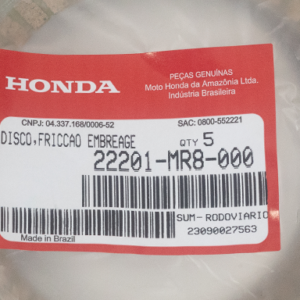 HONDA
PEÇAS GENUÍNAS
Moto Honda da Amazônia Ltda.
Indústria Brasileira
CNPJ: 04.337.168/0006-52
SAC: 0800-552221
DISCO,FRICCAO EMBREAGE
QTY 5
22201-MR8-000
SUM-RODOVIARIO
23090027563
Made in Brazil